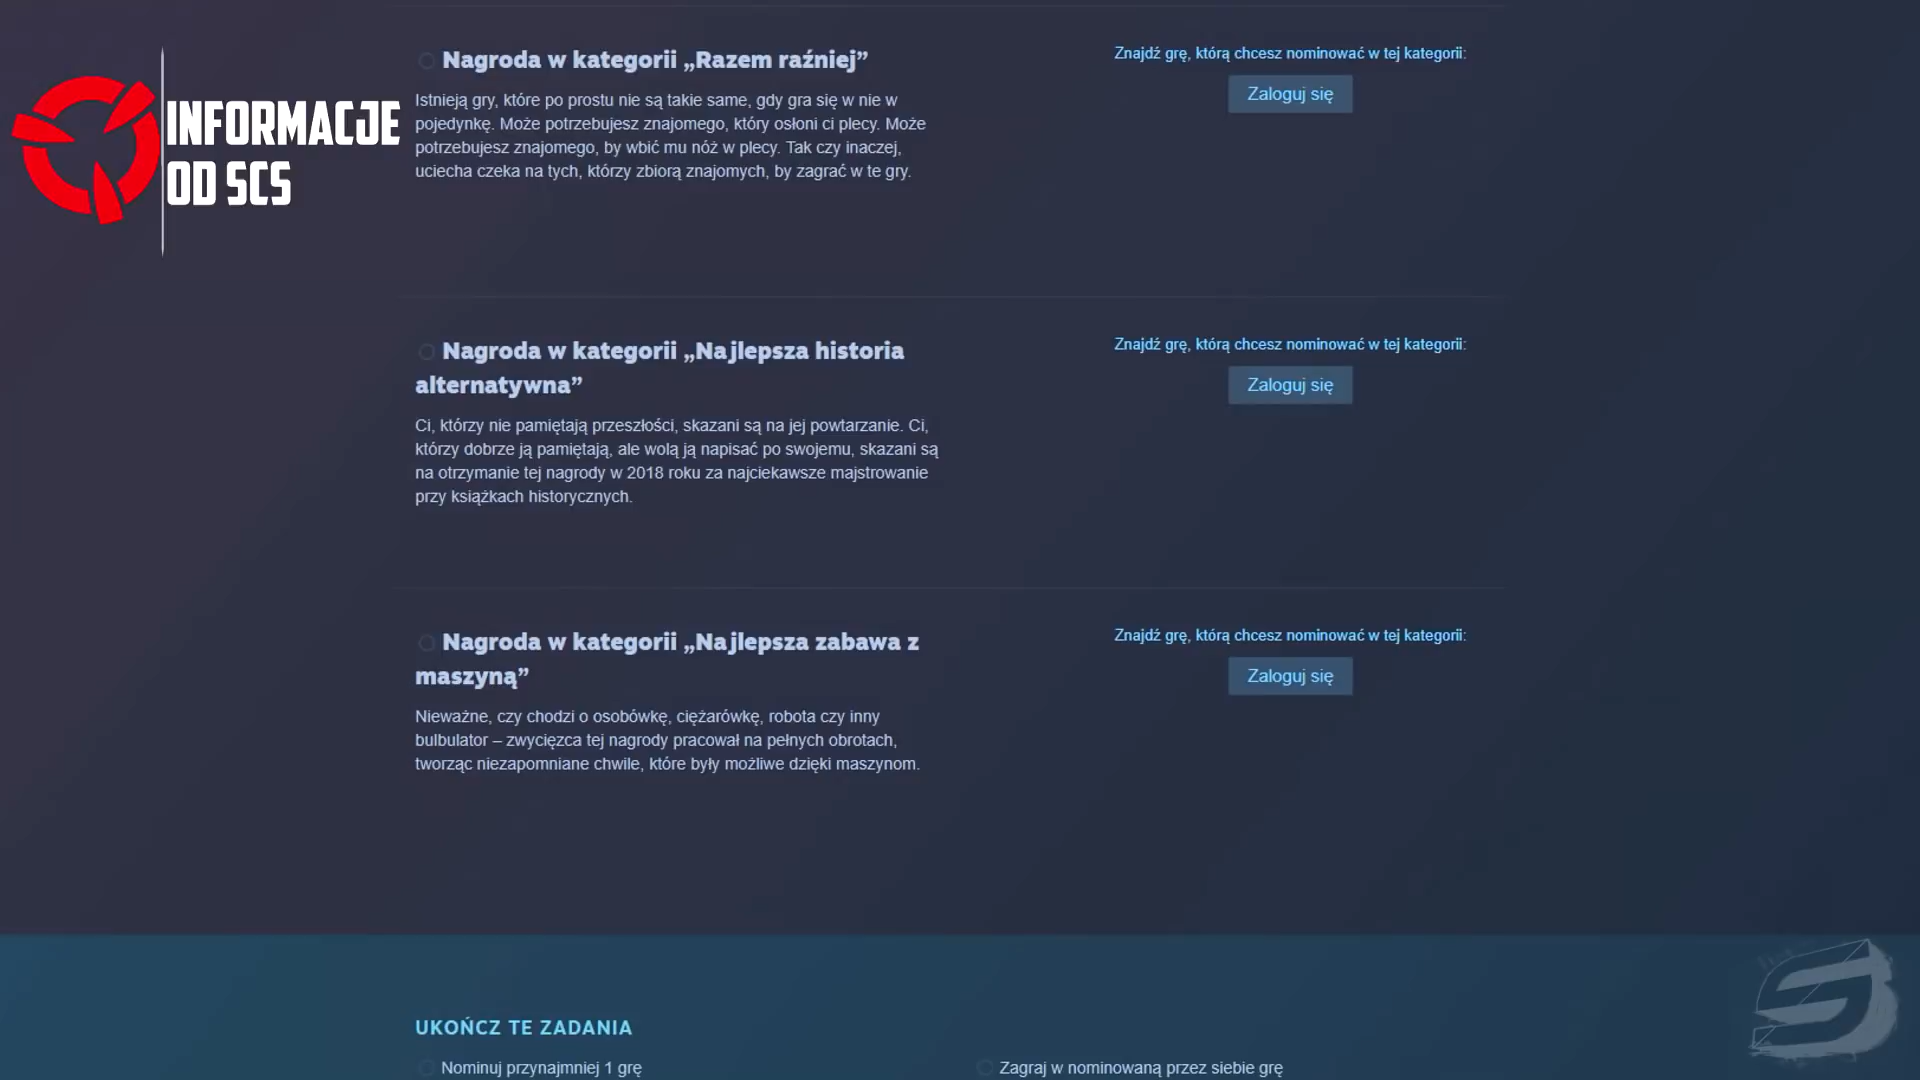 INFORMACJE
OD SCS
Nagroda w kategorii „Razem raźniej”
Istnieją gry, które po prostu nie są takie same, gdy gra się w nie w
pojedynkę. Może potrzebujesz znajomego, który osłoni ci plecy. Może
potrzebujesz znajomego, by wbić mu nóż w plecy. Tak czy inaczej,
uciecha czeka na tych, którzy zbiorą znajomych, by zagrać w te gry.
Znajdź grę, którą chcesz nominować w tej kategorii:
Zaloguj się
Nagroda w kategorii „Najlepsza historia
alternatywna”
Ci, którzy nie pamiętają przeszłości, skazani są na jej powtarzanie. Ci,
którzy dobrze ją pamiętają, ale wolą ją napisać po swojemu, skazani są
na otrzymanie tej nagrody w 2018 roku za najciekawsze majstrowanie
przy książkach historycznych.
Znajdź grę, którą chcesz nominować w tej kategorii:
Zaloguj się
Nagroda w kategorii „Najlepsza zabawa z
maszyną”
Nieważne, czy chodzi o osobówkę, ciężarówkę, robota czy inny
bulbulator – zwycięzca tej nagrody pracował na pełnych obrotach,
tworząc niezapomniane chwile, które były możliwe dzięki maszynom.
Znajdź grę, którą chcesz nominować w tej kategorii:
Zaloguj się
UKOŃCZ TE ZADANIA
Nominuj przynajmniej 1 grę
Zagraj w nominowaną przez siebie grę